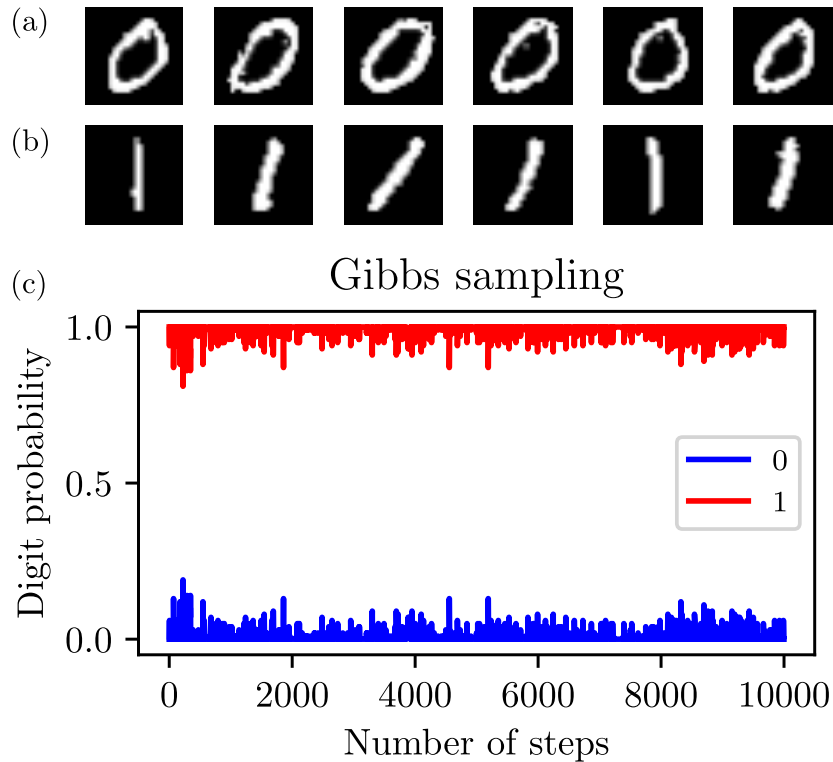 (a)
(b)
(c)
Gibbs sampling
1.0
0.5
0.0
Digit probability
0
1
0 2000 4000 6000 8000 10000
Number of steps